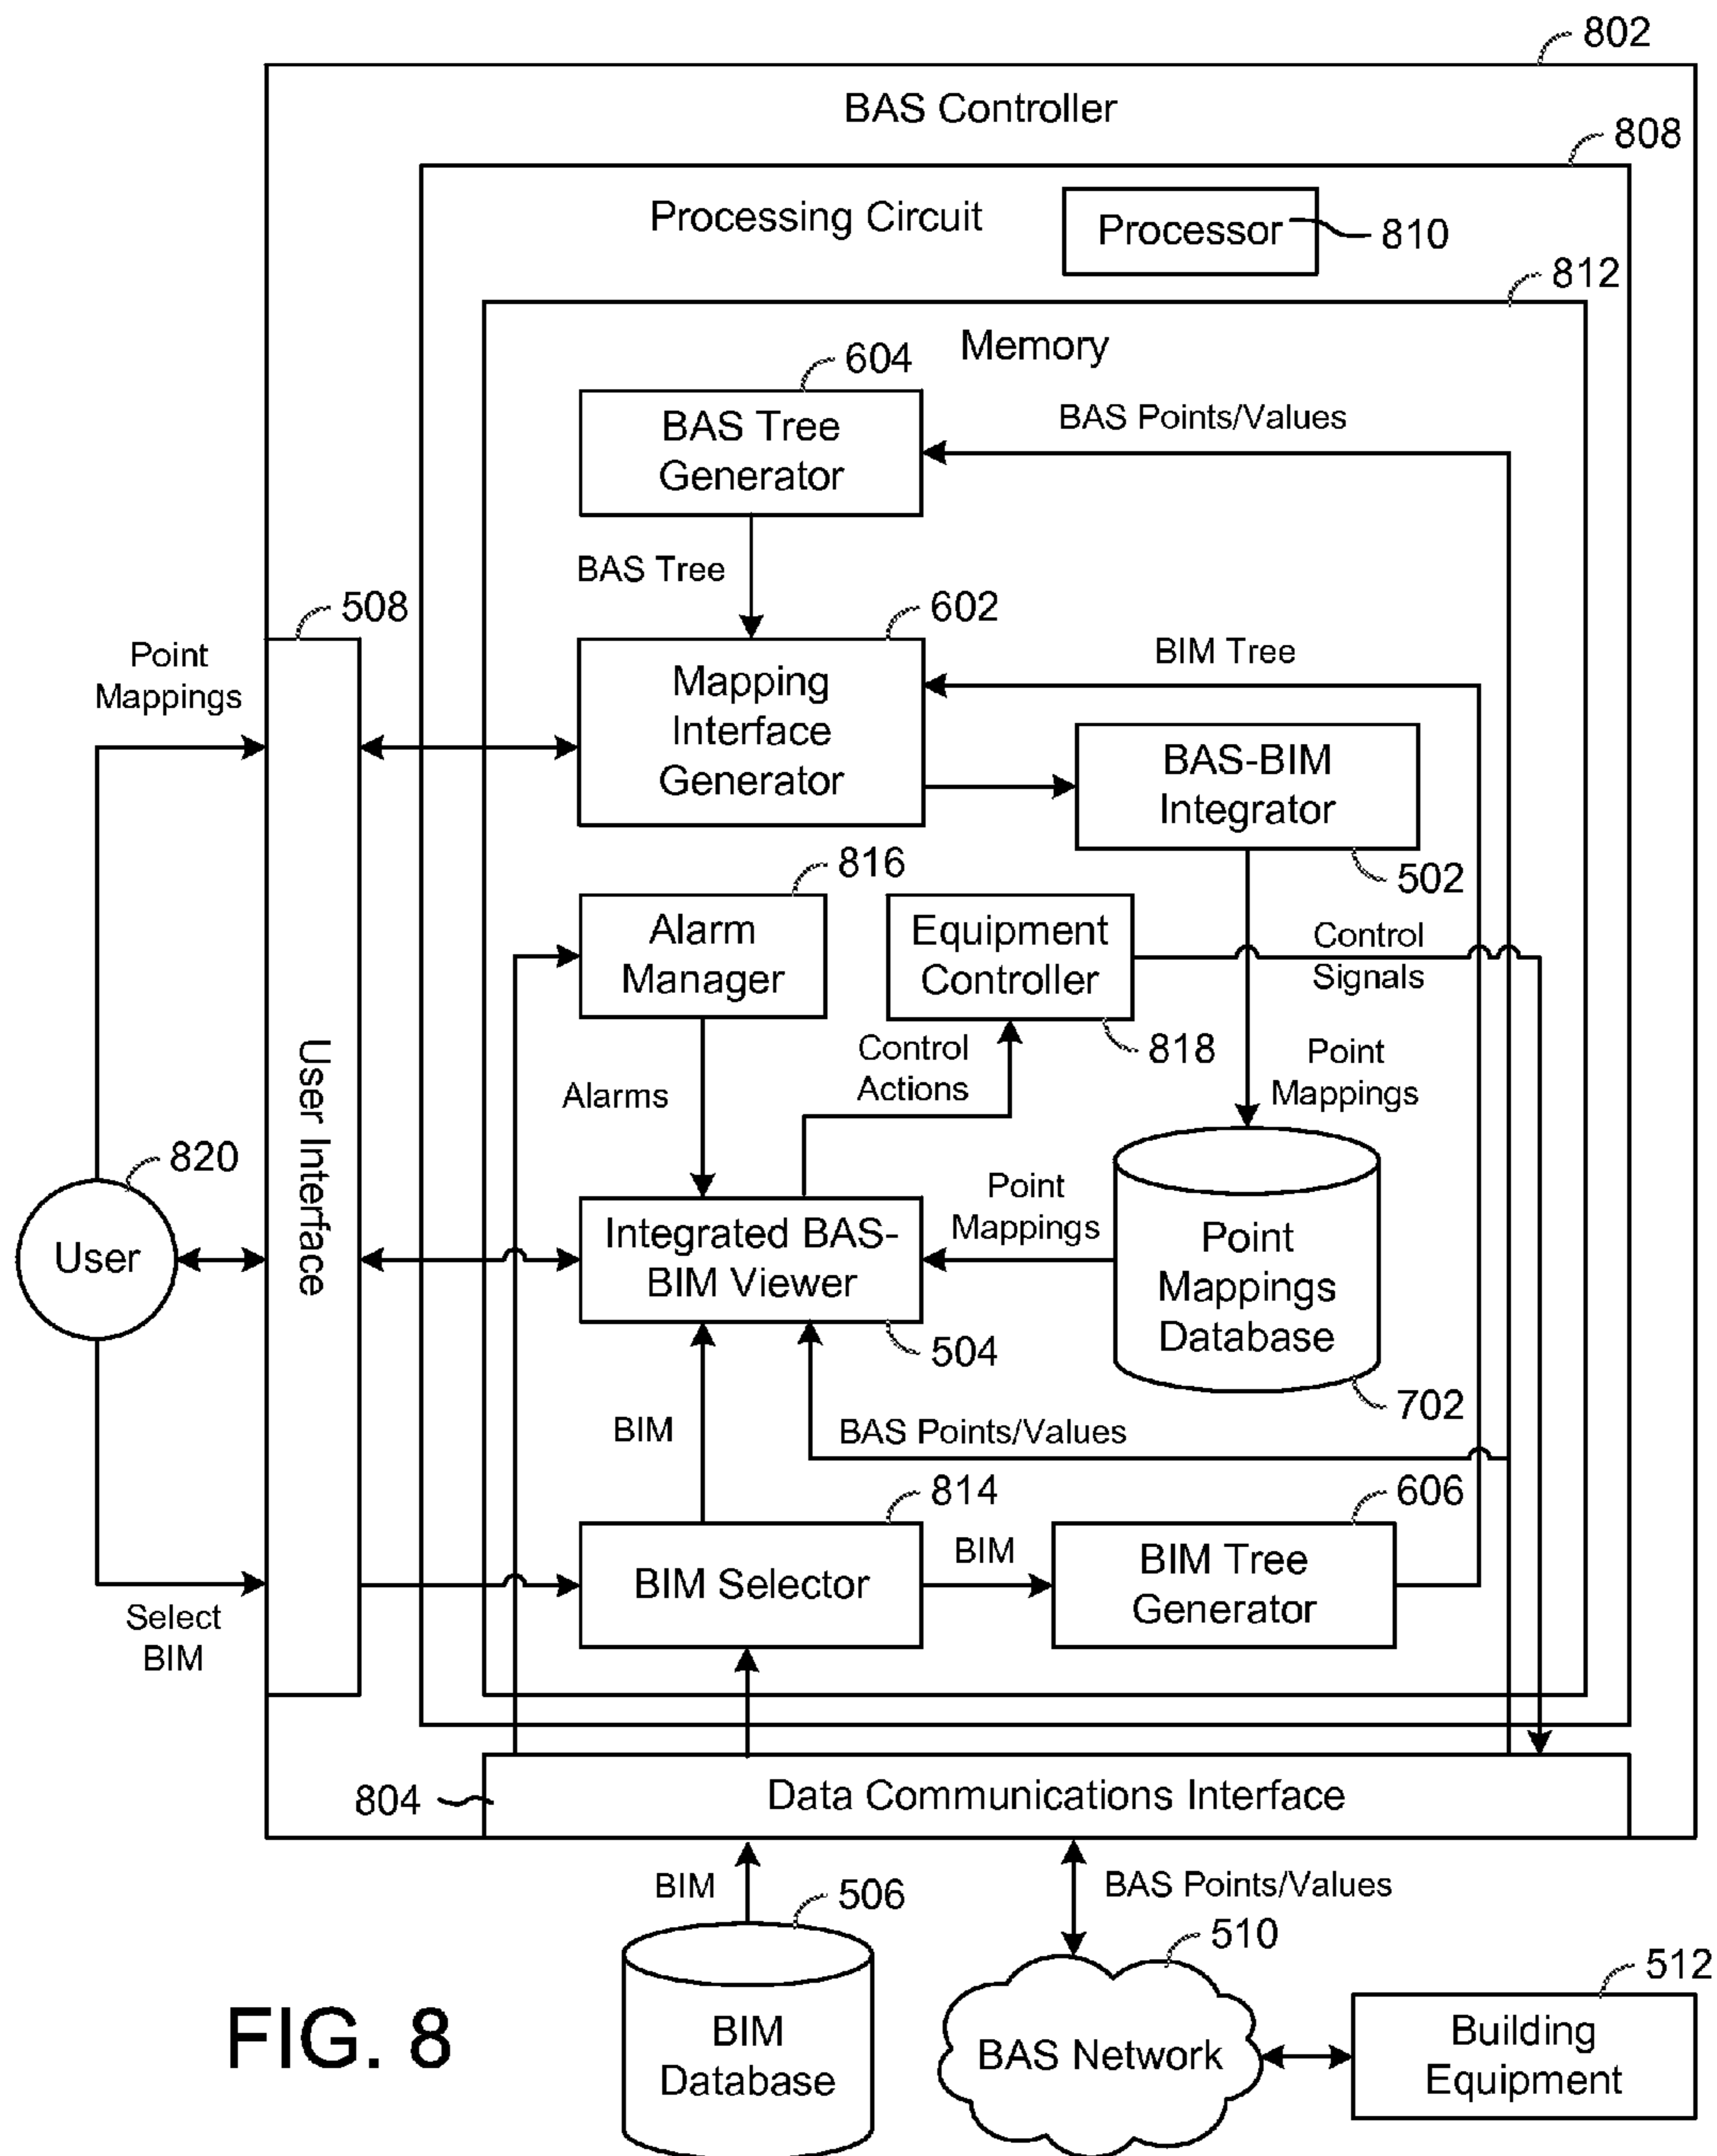 802
BAS Controller
808
Processing Circuit
Processor
810
812
Memory
604
BAS Tree
Generator
BAS Points/Values
BAS Tree
508
602
Point
Mappings
Mapping
Interface
Generator
BIM Tree
BAS-BIM
Integrator
502
816
Alarm
Manager
Equipment
Controller
818
Control
Signals
User Interface
Control
Actions
Point
Mappings
Alarms
820
User
Integrated BAS-
BIM Viewer
504
Point
Mappings
Point
Mappings
Database
702
BIM
BAS Points/Values
814
606
BIM Selector
BIM
BIM Tree
Generator
Select
BIM
804
Data Communications Interface
BIM
506
BAS Points/Values
510
512
FIG. 8
BIM
Database
BAS Network
Building
Equipment